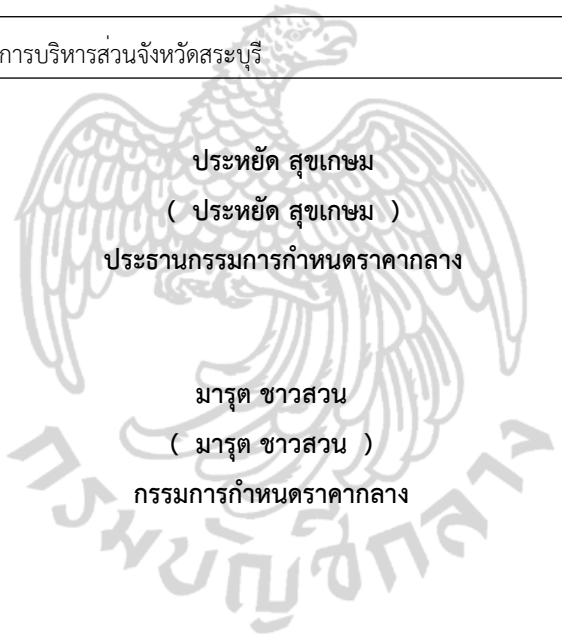 การบริหารส่วนจังหวัดสระบุรี
ประหยัด สุขเกษม
( ประหยัด สุขเกษม )
ประธานกรรมการกำหนดราคากลาง
มารุต ชาวสวน
( มารุต ชาวสวน )
กรรมการกำหนดราคากลาง
กรมบัญชีกลาง